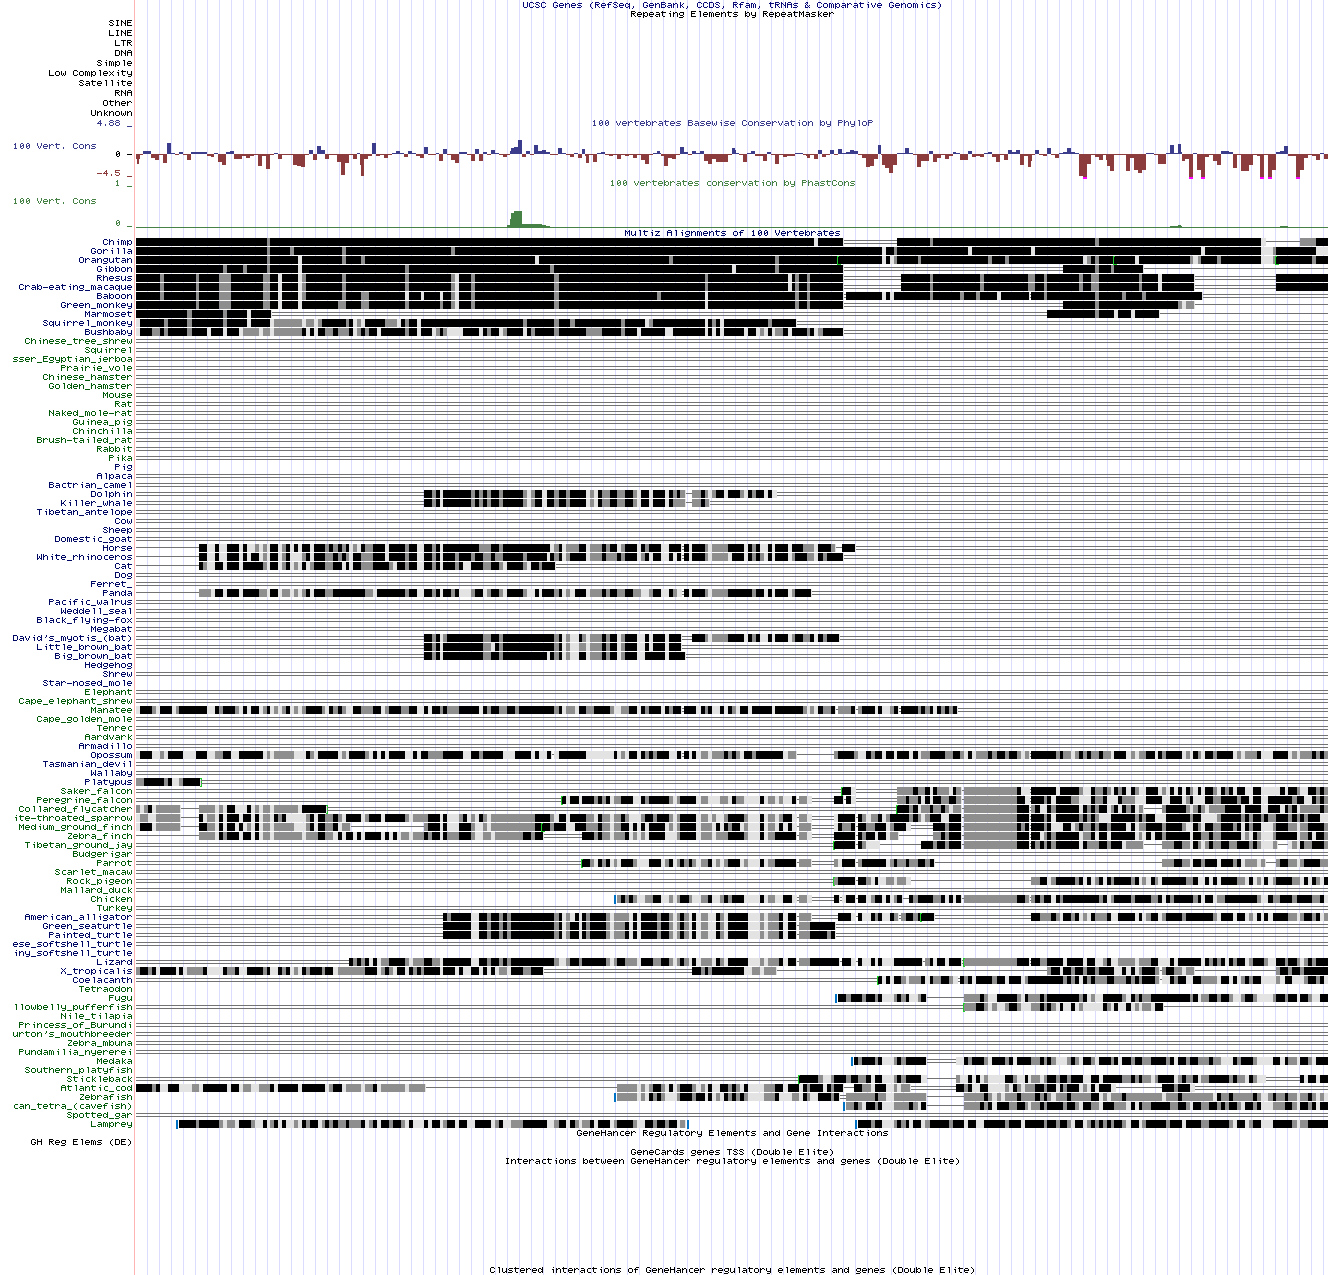 UCSC Genes (RefSeq, GenBank, CCDS, Rfam, tRNAs & Comparative Genomics)
Repeating Elements by RepeatMasker
SINE
LINE
LTR
DNA
Simple
Low Complexity
Satellite
RNA
Other
Unknown
4.88 _
100 vertebrates Basewise Conservation by PhyloP
100 Vert. Cons
0 _
-4.5 _
1 _
100 vertebrates conservation by PhastCons
100 Vert. Cons
0 _
Multiz Alignments of 100 Vertebrates
Chimp
Gorilla
Orangutan
Gibbon
Rhesus
Crab-eating_macaque
Baboon
Green_monkey
Marmoset
Squirrel_monkey
Bushbaby
Chinese_tree_shrew
Squirrel
sser_Egyptian_jerboa
Prairie_vole
Chinese_hamster
Golden_hamster
Mouse
Rat
Naked_mole-rat
Guinea_pig
Chinchilla
Brush-tailed_rat
Rabbit
Pika
Pig
Alpaca
Bactrian_camel
Dolphin
Killer_whale
Tibetan_antelope
Cow
Sheep
Domestic_goat
Horse
White_rhinoceros
Cat
Dog
Ferret_
Panda
Pacific_walrus
Weddell_seal
Black_flying-fox
Megabat
David's_myotis_(bat)
Little_brown_bat
Big_brown_bat
Hedgehog
Shrew
Star-nosed_mole
Elephant
Cape_elephant_shrew
Manatee
Cape_golden_mole
Tenrec
Aardvark
Armadillo
Opossum
Tasmanian_devil
Wallaby
Platypus
Saker_falcon
Peregrine_falcon
Collared_flycatcher
ite-throated_sparrow
Medium_ground_finch
Zebra_finch
Tibetan_ground_jay
Budgerigar
Parrot
Scarlet_macaw
Rock_pigeon
Mallard_duck
Chicken
Turkey
American_alligator
Green_seaturtle
Painted_turtle
ese_softshell_turtle
iny_softshell_turtle
Lizard
X_tropicalis
Coelacanth
Tetraodon
Fugu
llowbelly_pufferfish
Nile_tilapia
Princess_of_Burundi
urton's_mouthbreeder
Zebra_mbuna
Pundamilia_nyererei
Medaka
Southern_platyfish
Stickleback
Atlantic_cod
Zebrafish
can_tetra_(cavefish)
Spotted_gar
Lamprey
GeneHancer Regulatory Elements and Gene Interactions
GH Reg Elems (DE)
GeneCards genes TSS (Double Elite)
Interactions between GeneHancer regulatory elements and genes (Double Elite)
Clustered interactions of GeneHancer regulatory elements and genes (Double Elite)